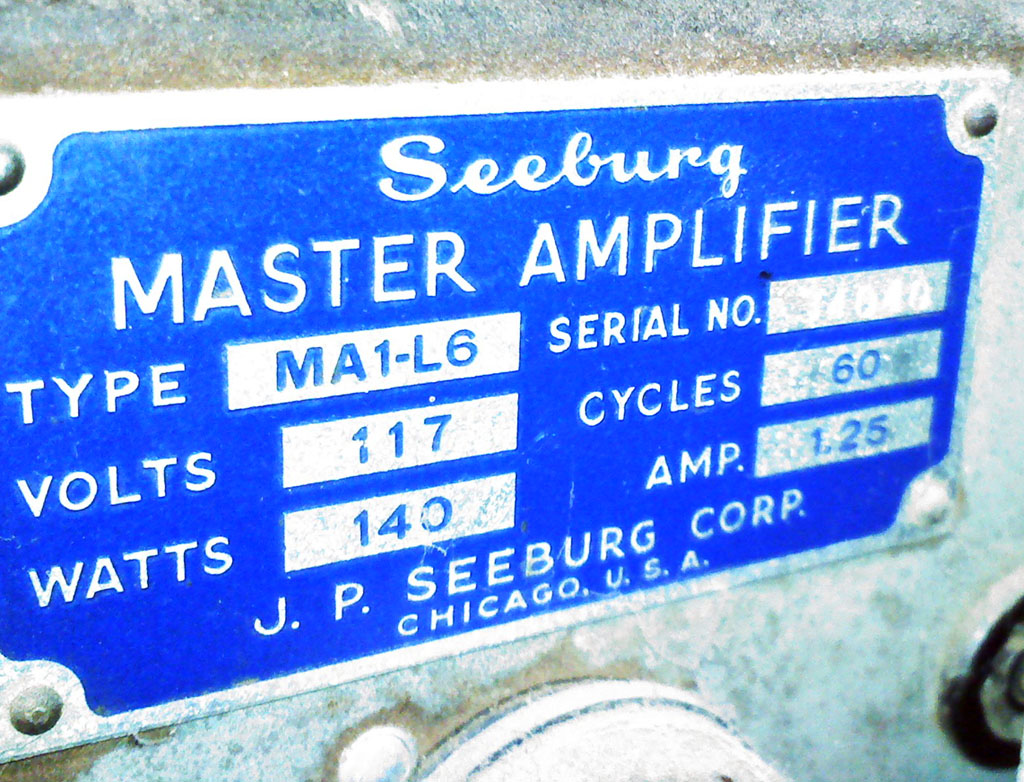 Seeburg
MASTER AMPLIFIER
TYPE MA1-L6 SERIAL NO.
VOLTS 117 CYCLES 60
WATTS 140 AMP. 1.25
J. P. SEEBURG CORP.
CHICAGO, U. S. A.